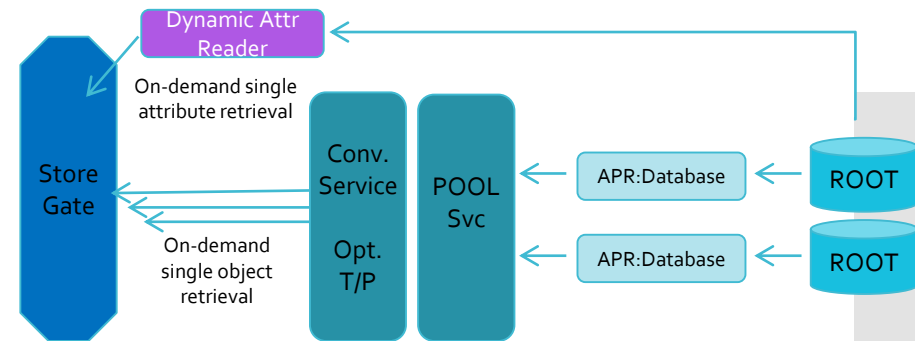 Dynamic Attr
Reader
On-demand single
attribute retrieval
Store
Gate
Conv.
Service
Opt.
T/P
POOL
Svc
APR:Database
ROOT
APR:Database
ROOT
On-demand
single object
retrieval